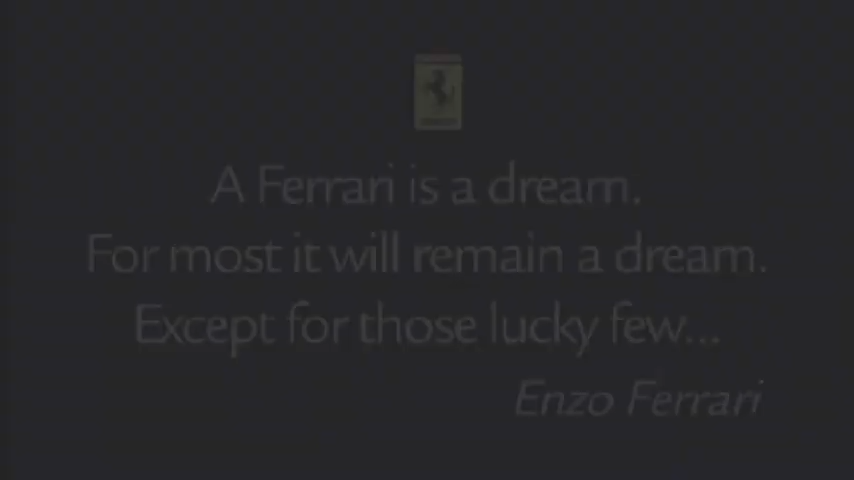 A Ferrari is a dream.
For most it will remain a dream.
Except for those lucky few...
Enzo Ferrari